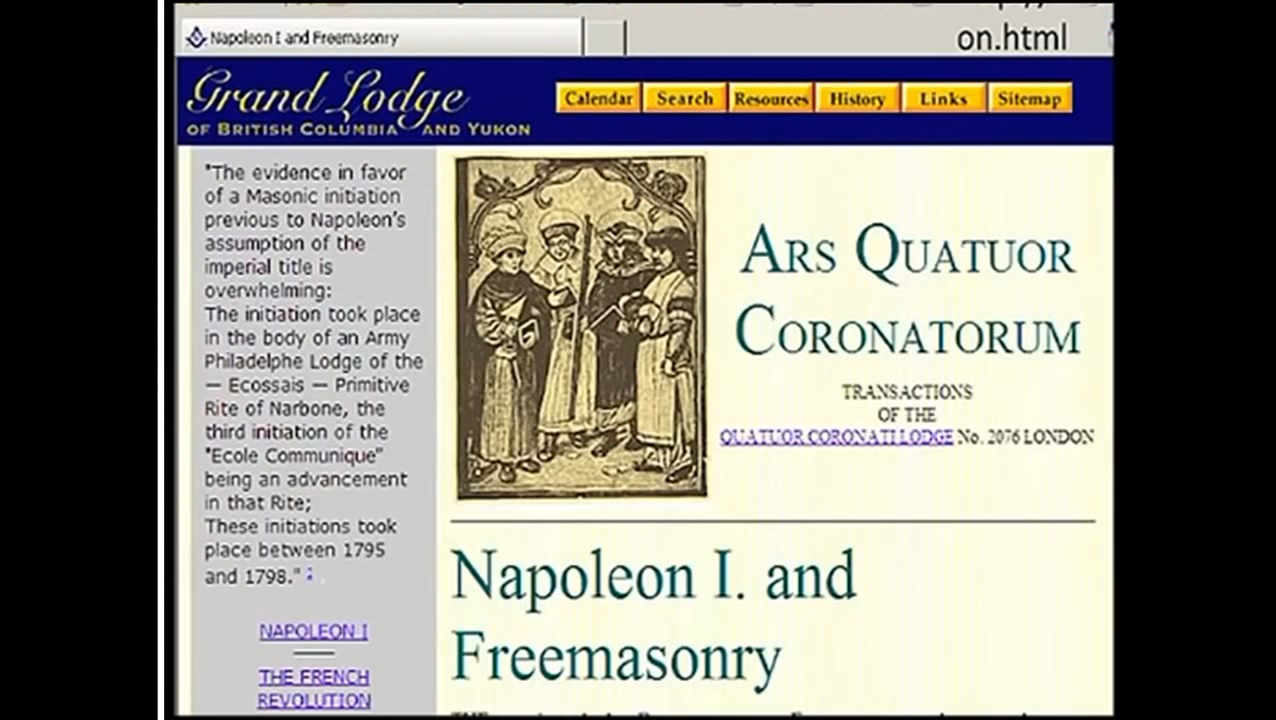 Napoleon I and Freemasonry
on.html
Grand Lodge
OF BRITISH COLUMBIA AND YUKON
Calendar
Search
Resources
History
Links
Sitemap
"The evidence in favor
of a Masonic initiation
previous to Napoleon's
assumption of the
imperial title is
overwhelming:
The initiation took place
in the body of an Army
Philadelphe Lodge of the
— Ecossais — Primitive
Rite of Narbone, the
third initiation of the
"Ecole Communique"
being an advancement
in that Rite;
These initiations took
place between 1795
and 1798."
NAPOLEON I
THE FRENCH
REVOLUTION
ARS QUATUOR
CORONATORUM
TRANSACTIONS
OF THE
QUATUOR CORONATI LODGE No. 2076 LONDON
Napoleon I. and
Freemasonry